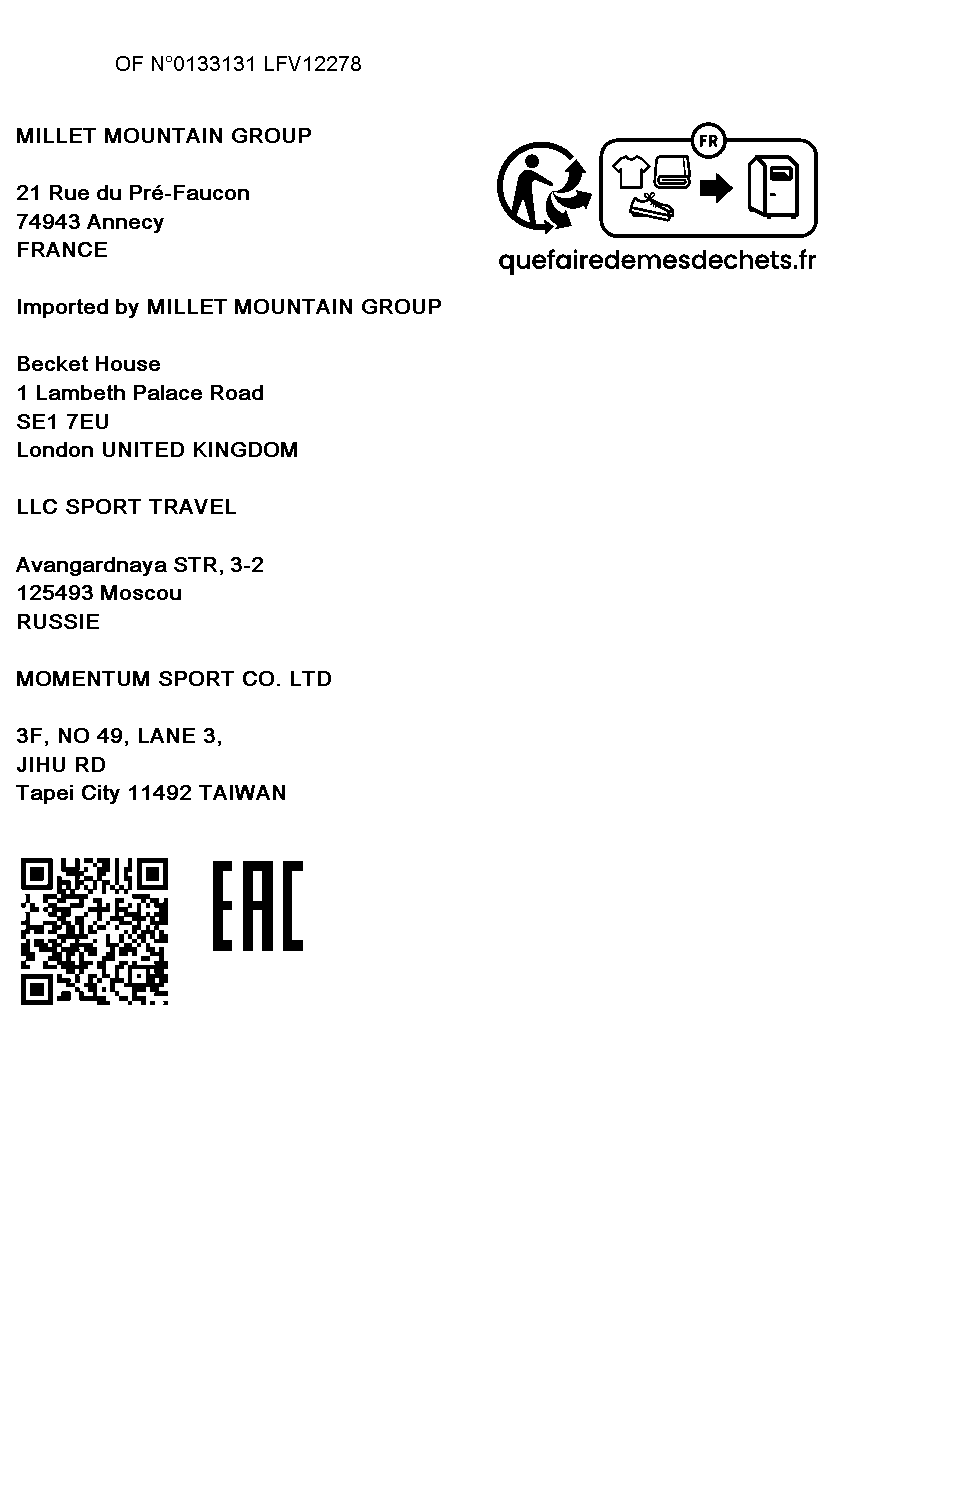 OF N°0133131 LFV12278
MILLET MOUNTAIN GROUP
21 Rue du Pré-Faucon
74943 Annecy
FRANCE
Imported by MILLET MOUNTAIN GROUP
Becket House
1 Lambeth Palace Road
SE1 7EU
London UNITED KINGDOM
LLC SPORT TRAVEL
Avangardnaya STR, 3-2
125493 Moscou
RUSSIE
MOMENTUM SPORT CO. LTD
3F, NO 49, LANE 3,
JIHU RD
Tapei City 11492 TAIWAN
EAC
FR
quefairedemesdechets.fr